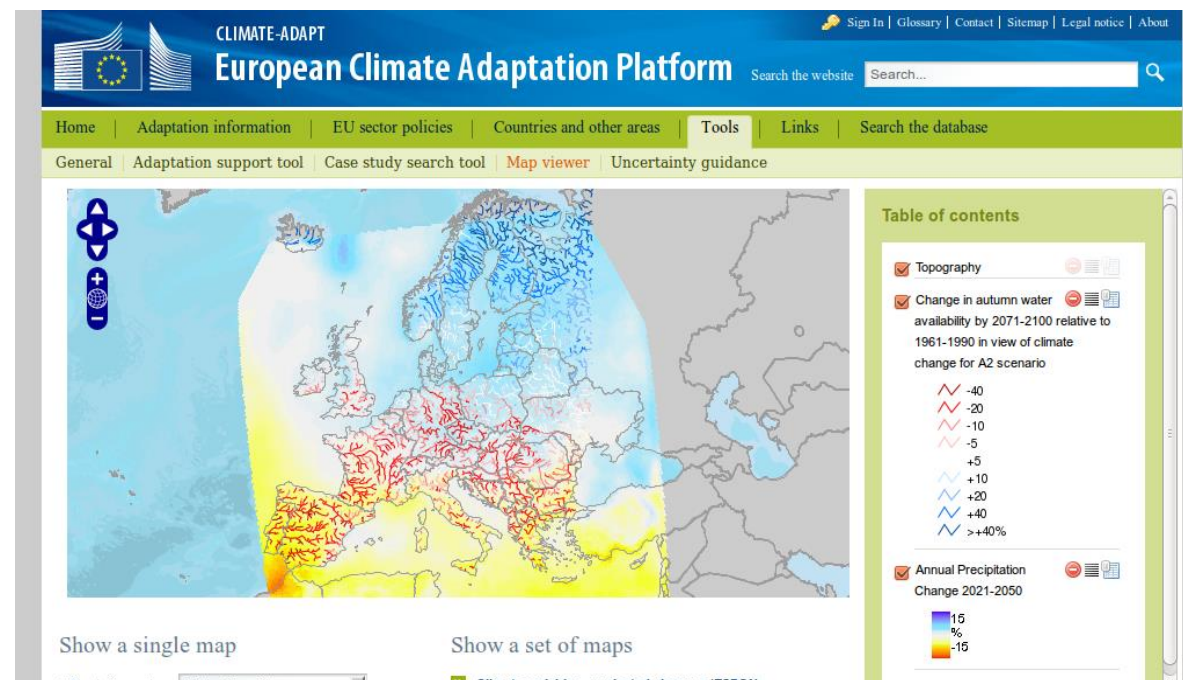 Sign In | Glossary | Contact | Sitemap | Legal notice | About
CLIMATE-ADAPT
European Climate Adaptation Platform
Search the website
Search...
Home | Adaptation information | EU sector policies | Countries and other areas | Tools | Links | Search the database
General | Adaptation support tool | Case study search tool | Map viewer | Uncertainty guidance
Table of contents
Topography
Change in autumn water
availability by 2071-2100 relative to
1961-1990 in view of climate
change for A2 scenario
-40
-20
-10
-5
+5
+10
+20
+40
>+40%
Annual Precipitation
Change 2021-2050
15
%
-15
Show a single map
Show a set of maps